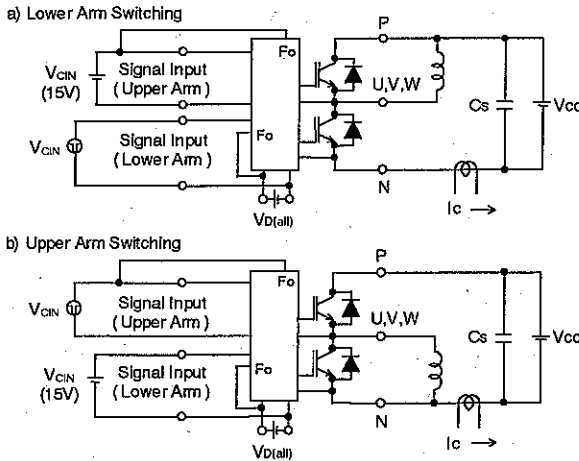 a) Lower Arm Switching
P
Fo
VCIN
(15V)
Signal Input
( Upper Arm )
U,V,W
Cs
Vcc
VCIN
Signal Input
( Lower Arm )
Fo
N
VD(all)
Ic
b) Upper Arm Switching
P
Fo
VCIN
Signal Input
( Upper Arm )
U,V,W
Cs
Vcc
VCIN
(15V)
Signal Input
( Lower Arm )
Fo
N
VD(all)
Ic